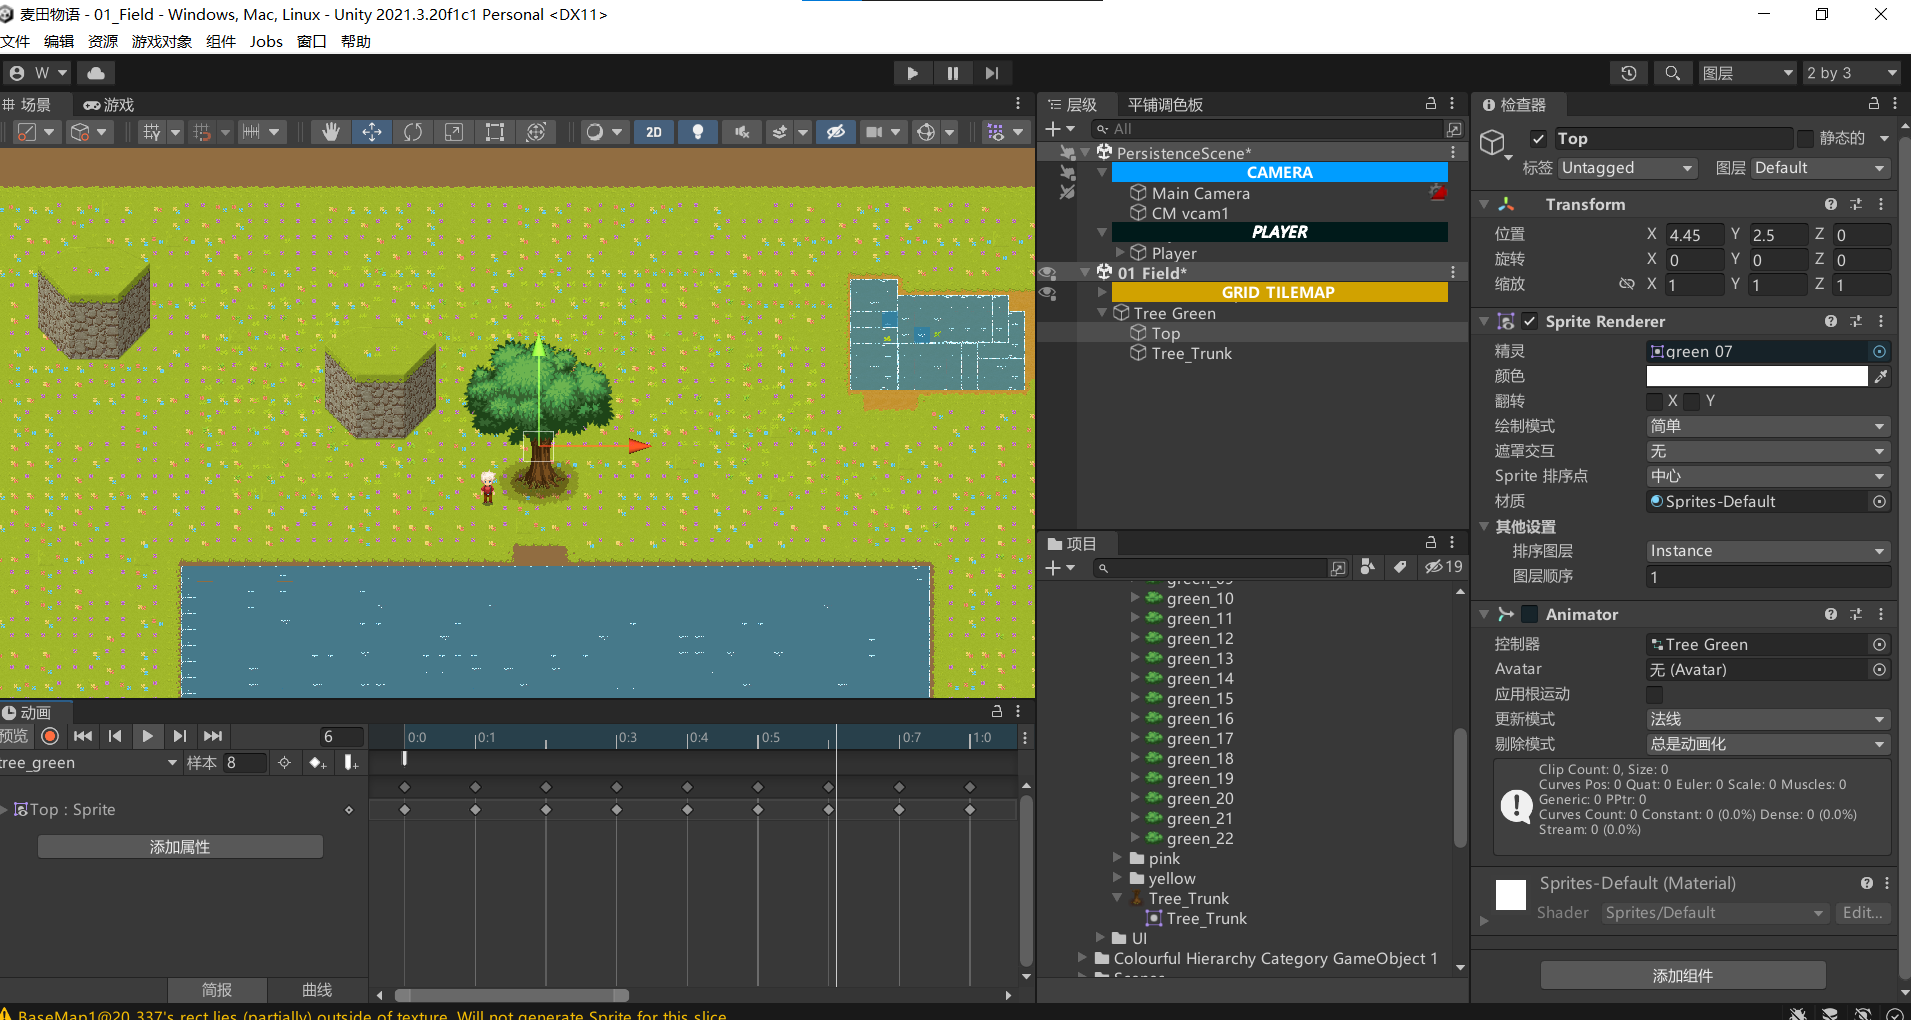 麦田物语 - 01_Field - Windows, Mac, Linux - Unity 2021.3.20f1c1 Personal <DX11>
文件 编辑 资源 游戏对象 组件 Jobs 窗口 帮助
W
图层
2 by 3
场景 游戏
2D
层级 平铺调色板
All
PersistenceScene*
CAMERA
Main Camera
CM vcam1
PLAYER
Player
01_Field*
GRID TILEMAP
Tree Green
Top
Tree_Trunk
项目
19
green_10
green_11
green_12
green_13
green_14
green_15
green_16
green_17
green_18
green_19
green_20
green_21
green_22
pink
yellow
Tree_Trunk
Tree_Trunk
UI
Colourful Hierarchy Category GameObject 1
检查器
Top 静态的
标签 Untagged 图层 Default
Transform
位置 X 4.45 Y 2.5 Z 0
旋转 X 0 Y 0 Z 0
缩放 X 1 Y 1 Z 1
Sprite Renderer
精灵 green_07
颜色
翻转 X Y
绘制模式 简单
遮罩交互 无
Sprite 排序点 中心
材质 Sprites-Default
其他设置
排序图层 Instance
图层顺序 1
Animator
控制器 Tree Green
Avatar 无 (Avatar)
应用根运动
更新模式 法线
剔除模式 总是动画化
Clip Count: 0, Size: 0
Curves Pos: 0 Quat: 0 Euler: 0 Scale: 0 Muscles: 0
Generic: 0 PPtr: 0
Curves Count: 0 Constant: 0 (0.0%) Dense: 0 (0.0%)
Stream: 0 (0.0%)
Sprites-Default (Material)
Shader Sprites/Default Edit...
添加组件
动画
预览 6 0:0 0:1 0:3 0:4 0:5 0:7 1:0
tree_green 样本 8
Top : Sprite
添加属性
简报 曲线
BaseMap1@20_337's rect lies (partially) outside of texture. Will not generate Sprite for this slice.